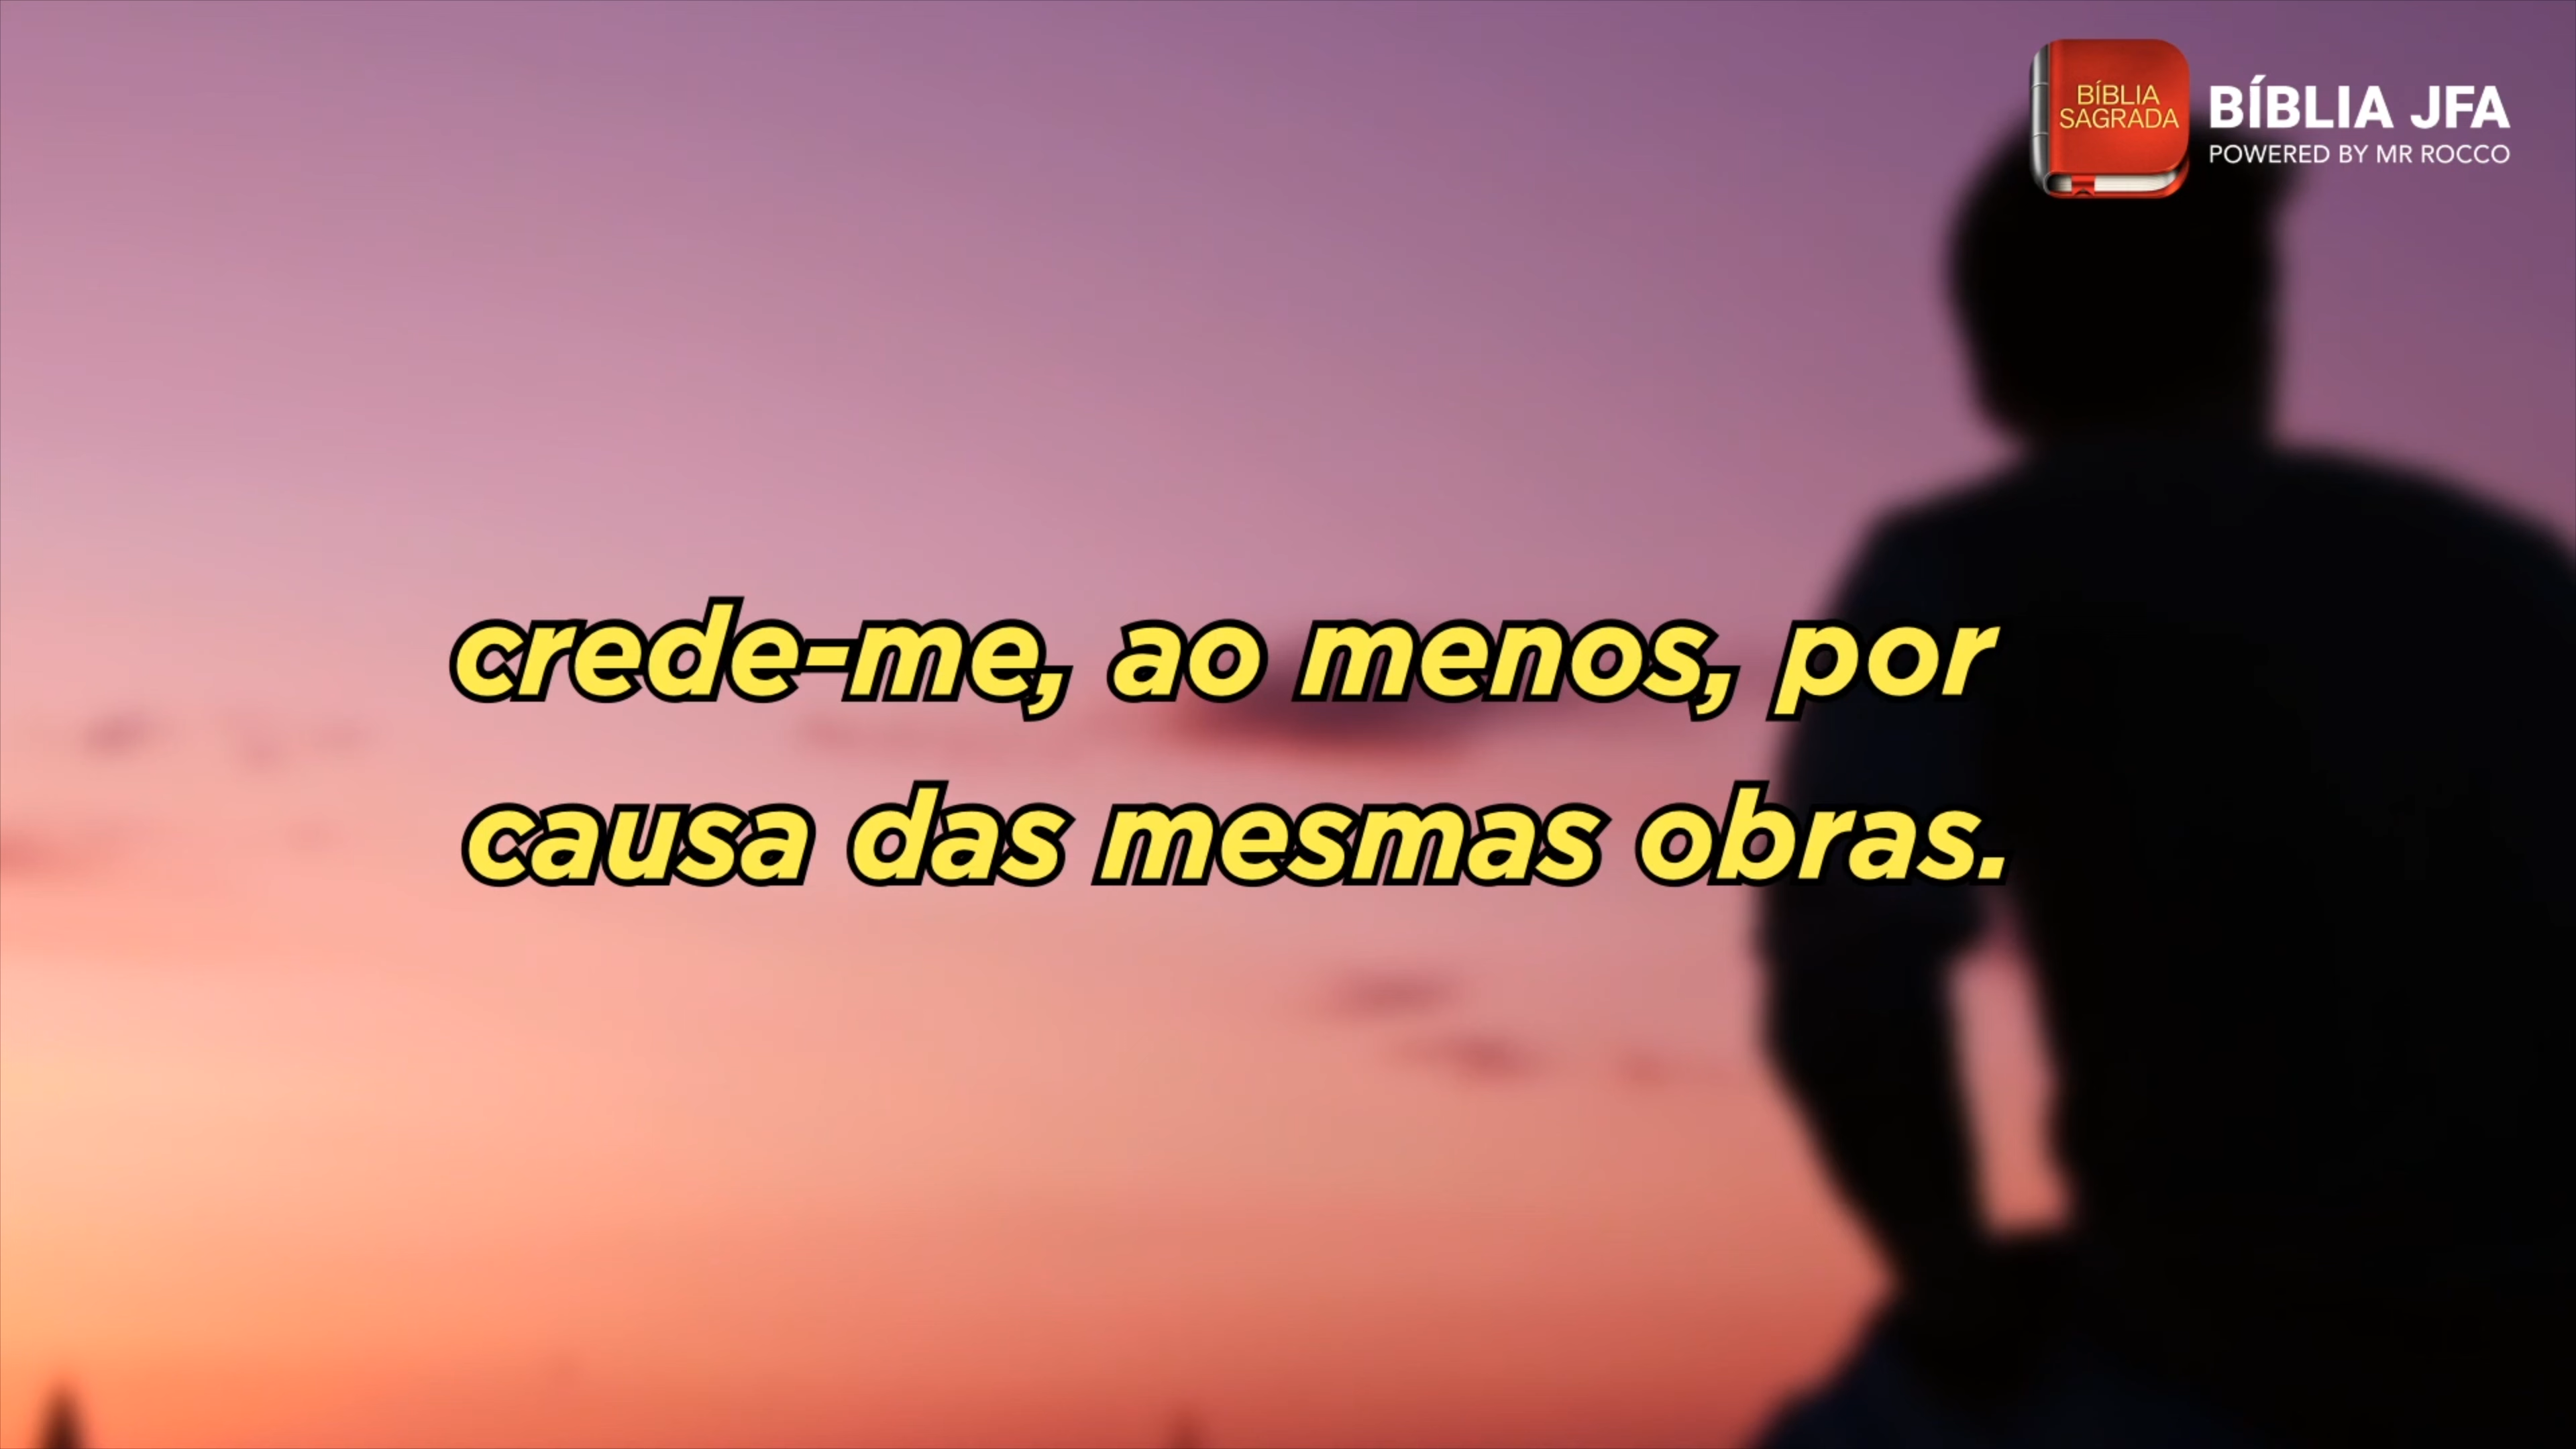 BÍBLIA
SAGRADA
BÍBLIA JFA
POWERED BY MR ROCCO
crede-me, ao menos, por
causa das mesmas obras.